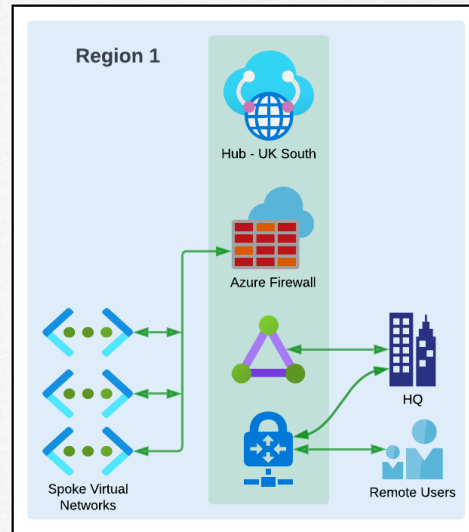 Region 1
Hub - UK South
Azure Firewall
HQ
Spoke Virtual
Networks
Remote Users